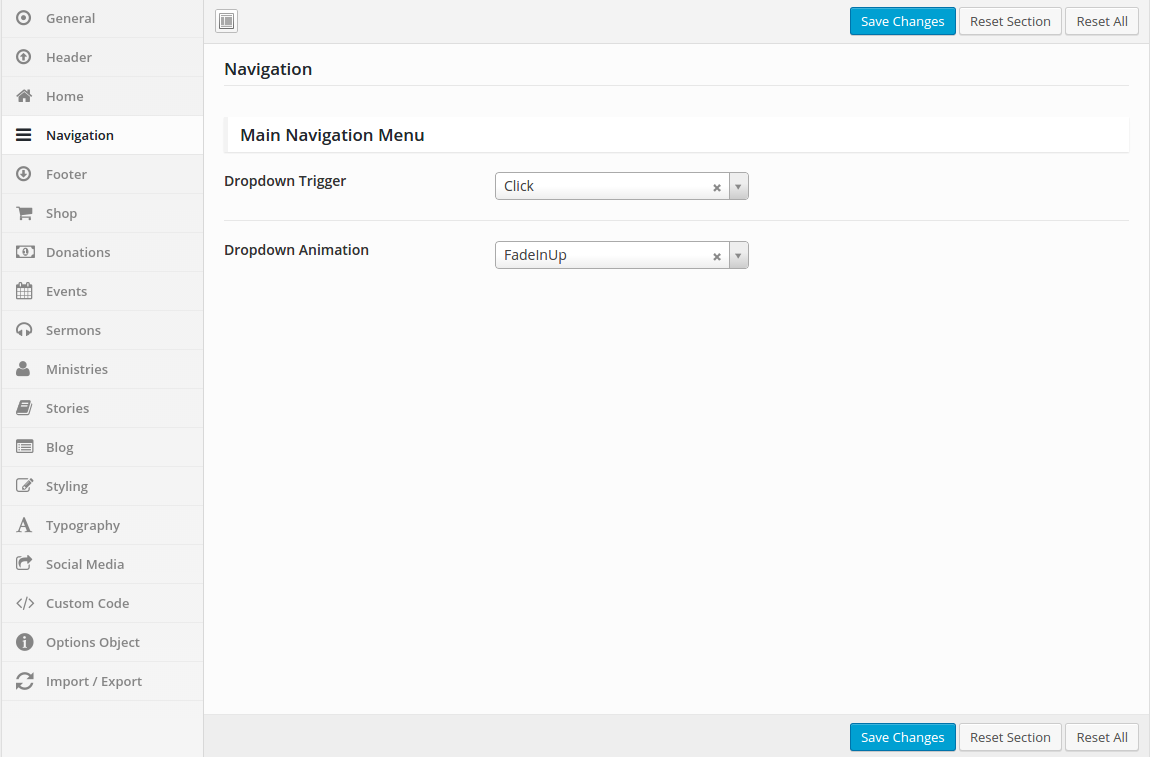 General
Header
Home
Navigation
Footer
Shop
Donations
Events
Sermons
Ministries
Stories
Blog
Styling
Typography
Social Media
Custom Code
Options Object
Import / Export
Save Changes Reset Section Reset All
Navigation
Main Navigation Menu
Dropdown Trigger Click
Dropdown Animation FadeInUp
Save Changes Reset Section Reset All